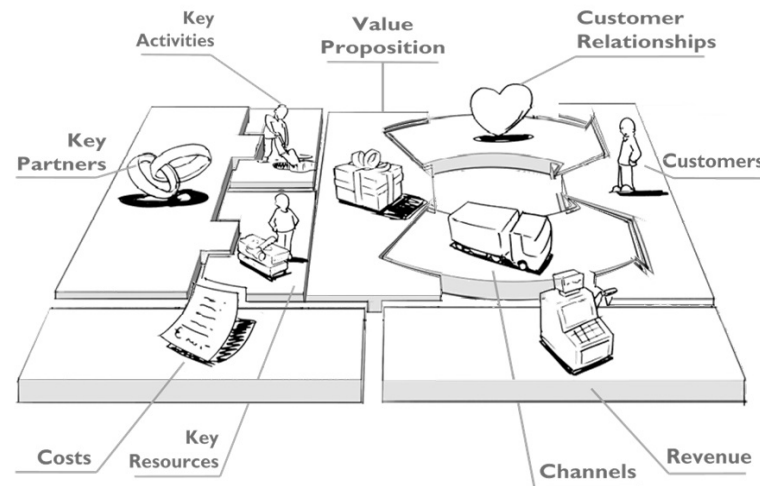 Key
Activities
Value
Proposition
Customer
Relationships
Key
Partners
Customers
Costs
Key
Resources
Channels
Revenue